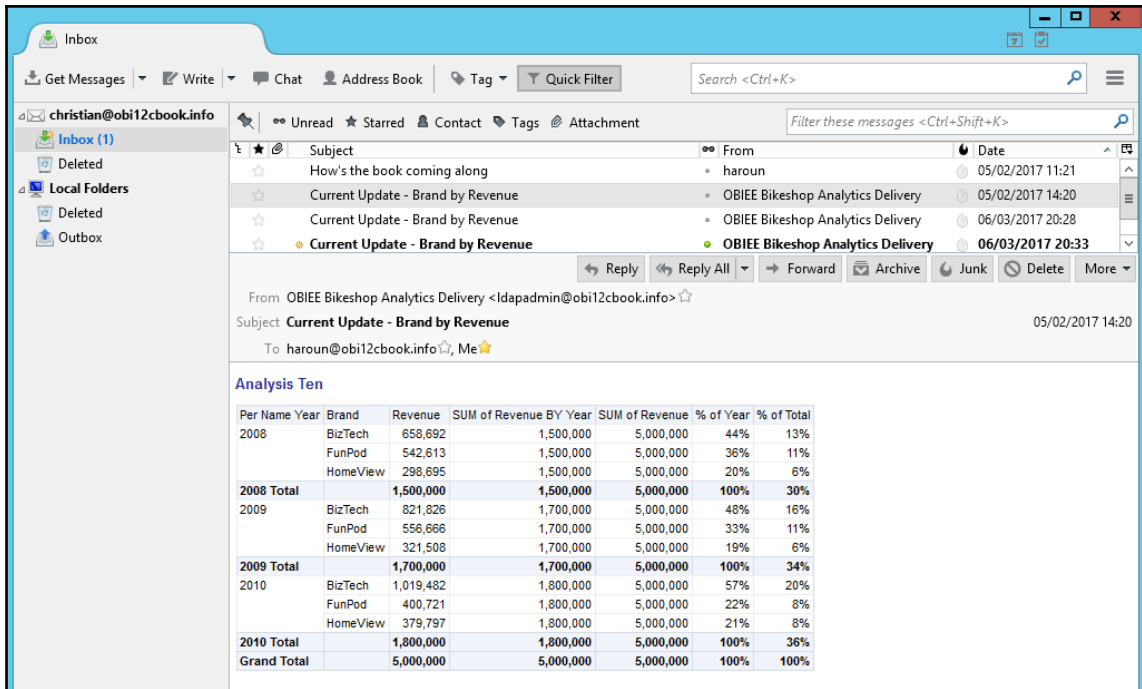 Inbox
7
Get Messages Write Chat Address Book Tag Quick Filter Search <Ctrl+K>
christian@obi12cbook.info
Inbox (1)
Deleted
Local Folders
Deleted
Outbox
Unread Starred Contact Tags Attachment Filter these messages <Ctrl+Shift+K>
Subject From Date
How's the book coming along haroun 05/02/2017 11:21
Current Update - Brand by Revenue OBIEE Bikeshop Analytics Delivery 05/02/2017 14:20
Current Update - Brand by Revenue OBIEE Bikeshop Analytics Delivery 06/03/2017 20:28
Current Update - Brand by Revenue OBIEE Bikeshop Analytics Delivery 06/03/2017 20:33
Reply Reply All Forward Archive Junk Delete More
From OBIEE Bikeshop Analytics Delivery <ldapadmin@obi12cbook.info>
Subject Current Update - Brand by Revenue 05/02/2017 14:20
To haroun@obi12cbook.info, Me
Analysis Ten
Per Name Year Brand Revenue SUM of Revenue BY Year SUM of Revenue % of Year % of Total
2008 BizTech 658,692 1,500,000 5,000,000 44% 13%
FunPod 542,613 1,500,000 5,000,000 36% 11%
HomeView 298,695 1,500,000 5,000,000 20% 6%
2008 Total 1,500,000 1,500,000 5,000,000 100% 30%
2009 BizTech 821,826 1,700,000 5,000,000 48% 16%
FunPod 556,666 1,700,000 5,000,000 33% 11%
HomeView 321,508 1,700,000 5,000,000 19% 6%
2009 Total 1,700,000 1,700,000 5,000,000 100% 34%
2010 BizTech 1,019,482 1,800,000 5,000,000 57% 20%
FunPod 400,721 1,800,000 5,000,000 22% 8%
HomeView 379,797 1,800,000 5,000,000 21% 8%
2010 Total 1,800,000 1,800,000 5,000,000 100% 36%
Grand Total 5,000,000 5,000,000 5,000,000 100% 100%